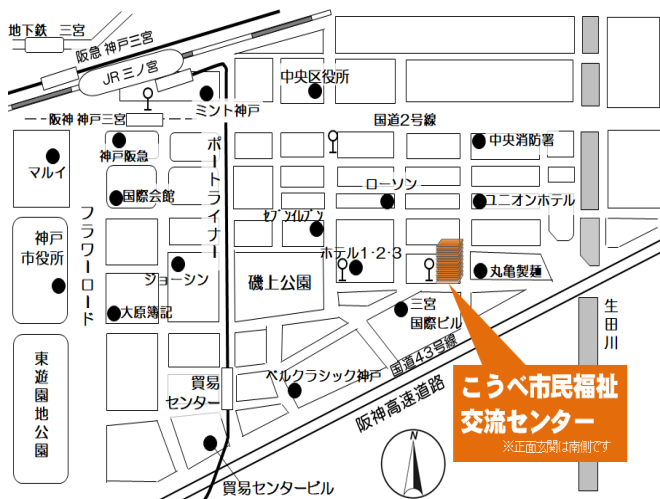 地下鉄 三宮
阪急 神戸三宮
JR 三ノ宮
中央区役所
ミント神戸
阪神 神戸三宮
国道2号線
マルイ
神戸阪急
ポートライナー
中央消防署
国際会館
ローソン
ユニオンホテル
フラワーロード
セブンイレブン
神戸
市役所
ジョーシン
ホテル1・2・3
丸亀製麺
磯上公園
大原簿記
三宮
国際ビル
生田川
国道43号線
東遊園地公園
貿易
センター
ベルクラシック神戸
阪神高速道路
こうべ市民福祉
交流センター
※正面玄関は南側です
N
貿易センタービル